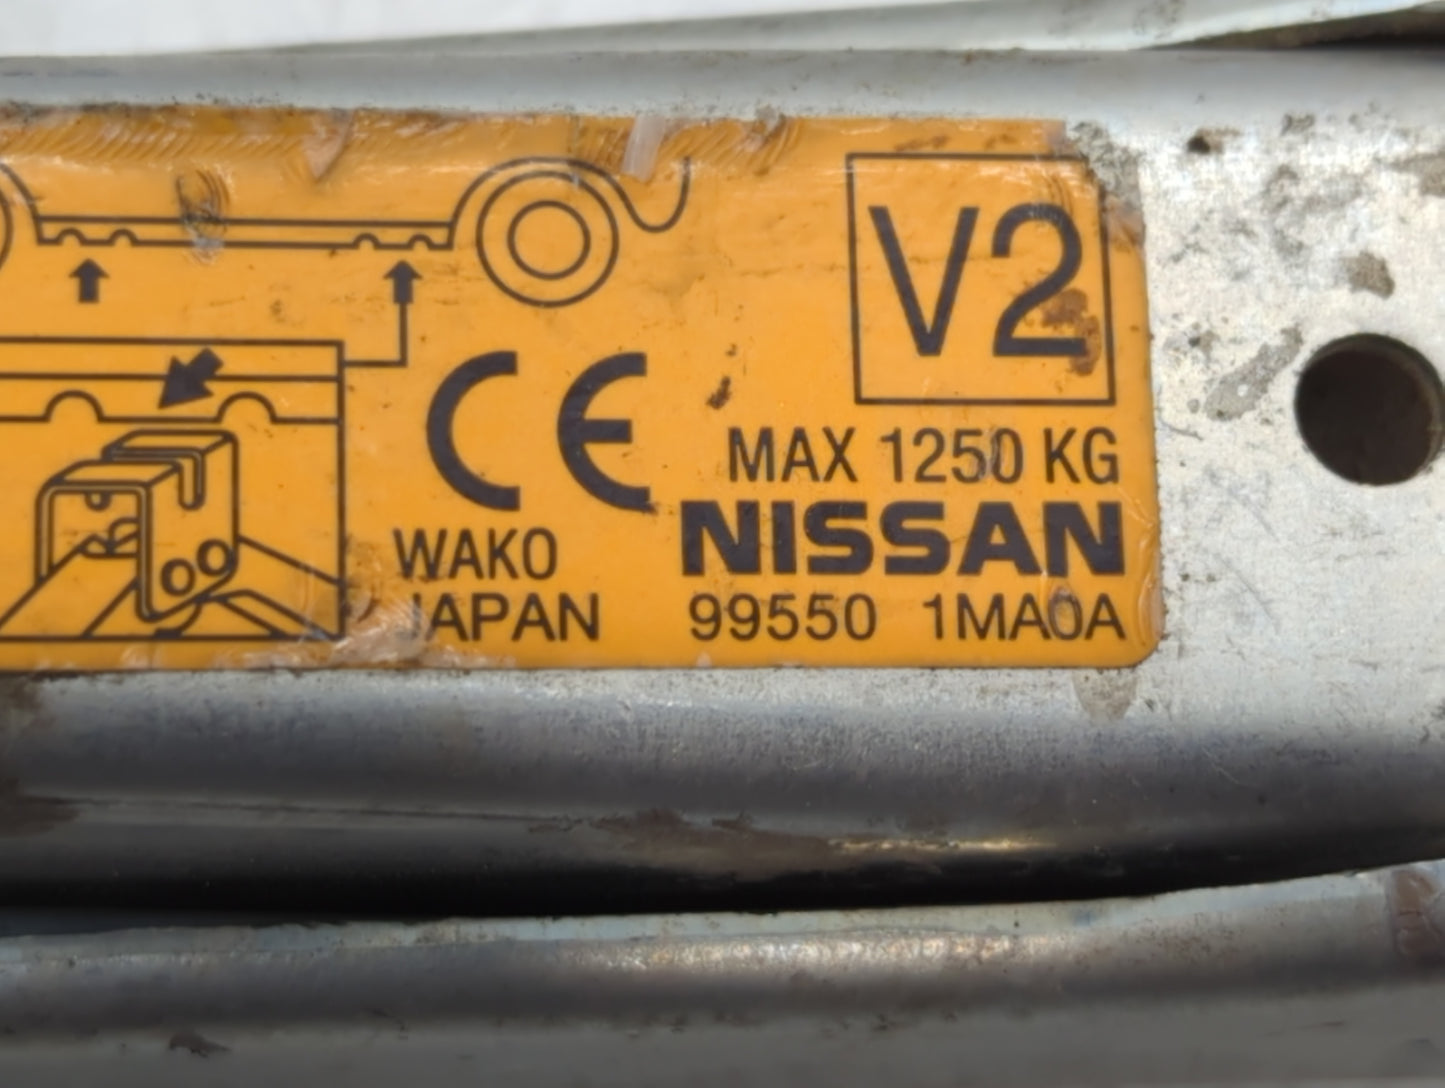 V2
CE
MAX 1250 KG
WAKO
NISSAN
JAPAN
99550 1MA0A